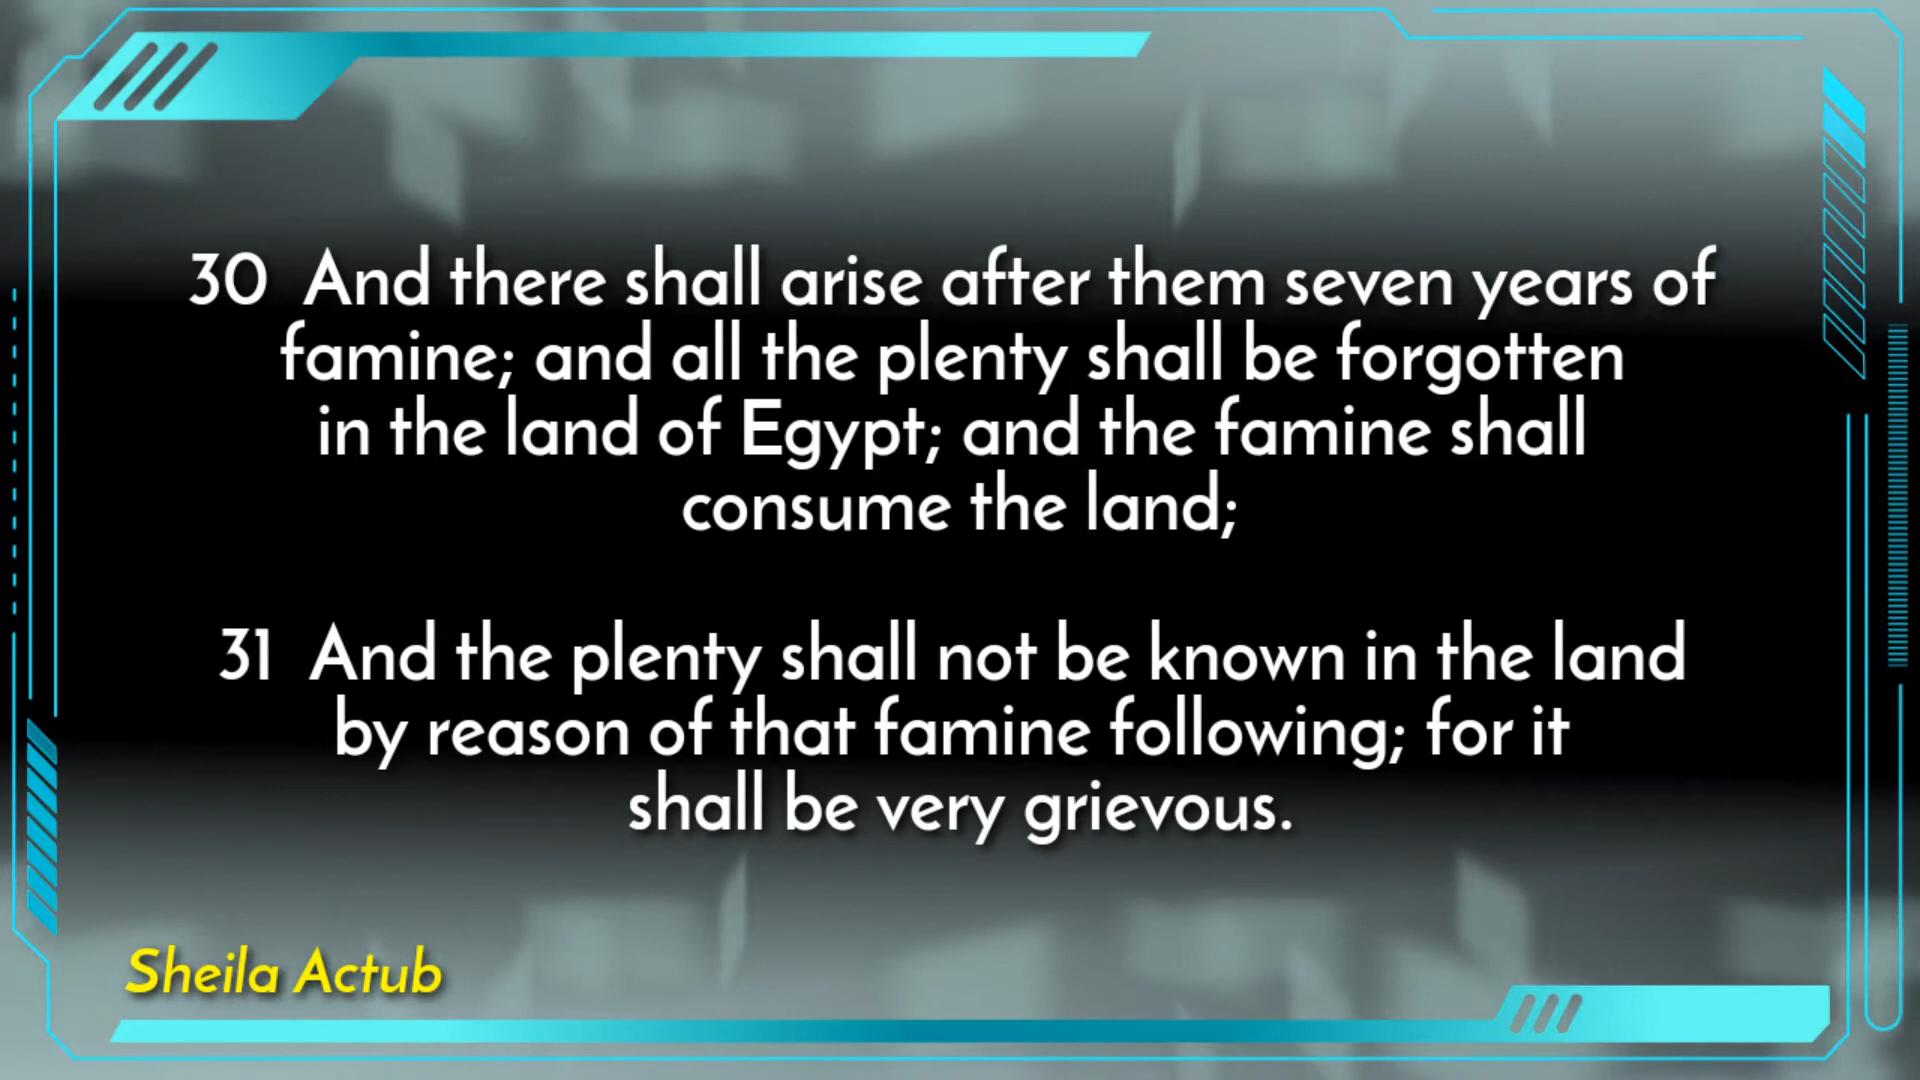 30  And there shall arise after them seven years of
famine; and all the plenty shall be forgotten
in the land of Egypt; and the famine shall
consume the land;
31  And the plenty shall not be known in the land
by reason of that famine following; for it
shall be very grievous.
Sheila Actub